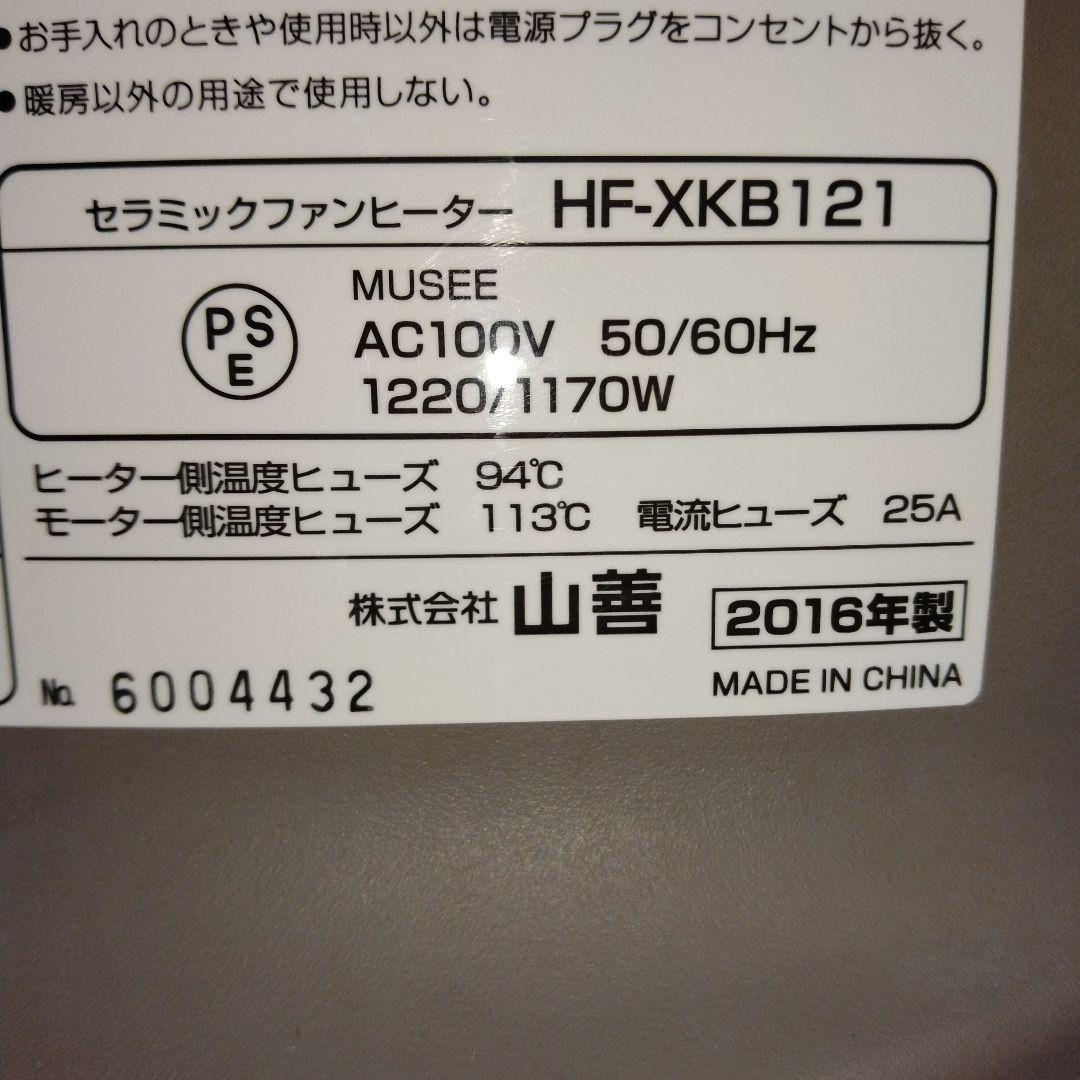 ●お手入れのときや使用時以外は電源プラグをコンセントから抜く。
●暖房以外の用途で使用しない。
セラミックファンヒーター HF-XKB121
PS
E
MUSEE
AC100V 50/60Hz
1220/1170W
ヒーター側温度ヒューズ 94℃
モーター側温度ヒューズ 113℃ 電流ヒューズ 25A
株式会社 山善 2016年製
MADE IN CHINA
No. 6004432